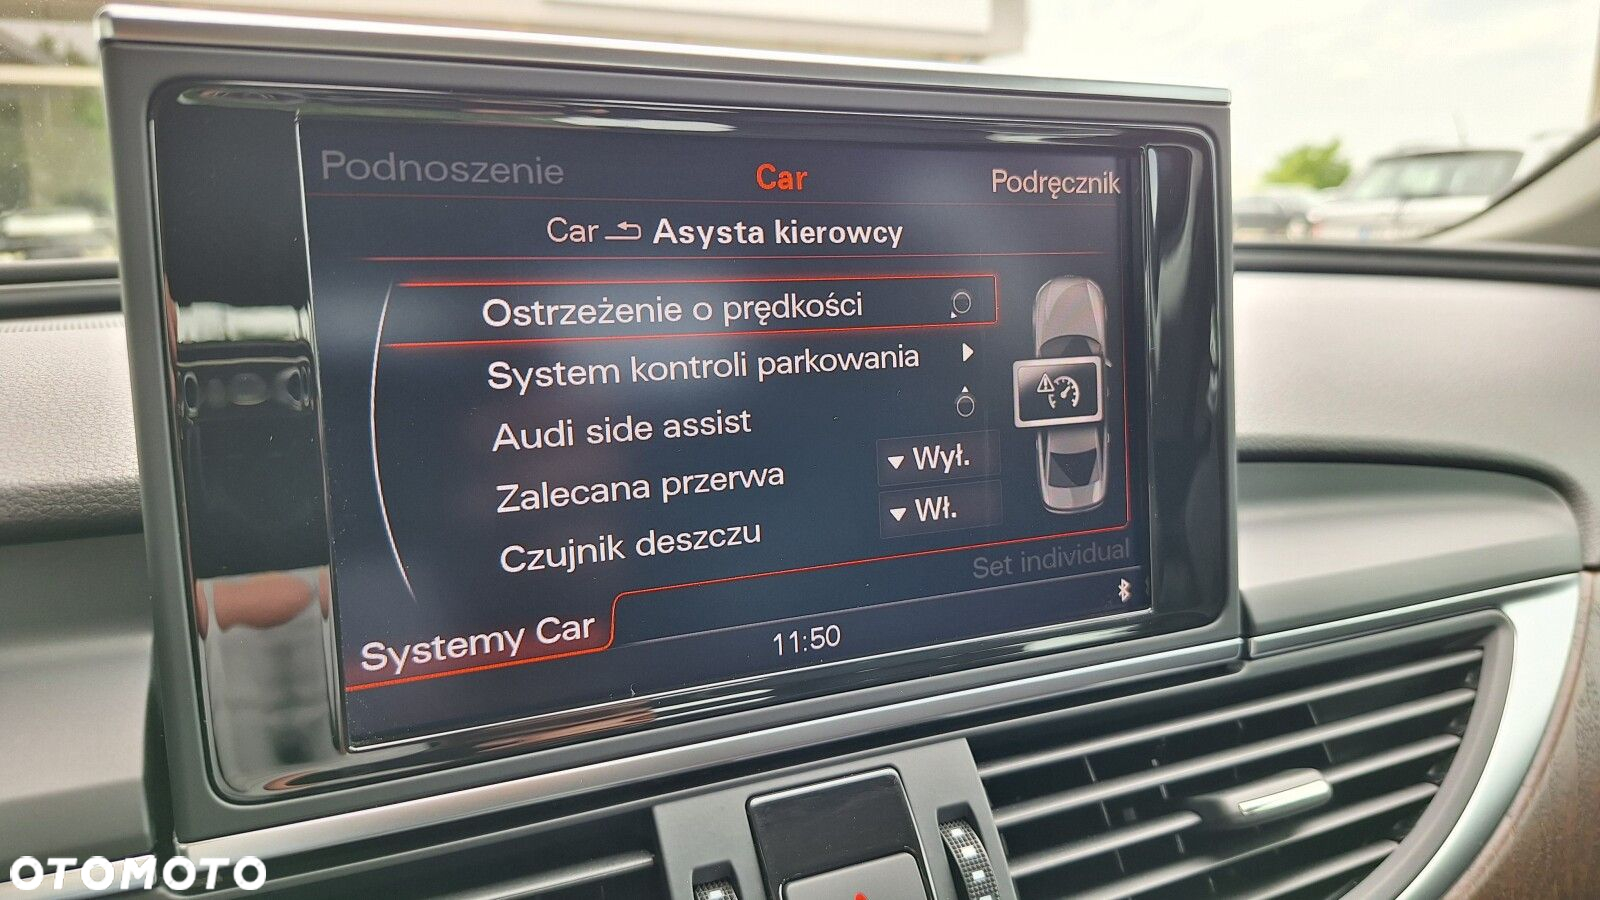 Podnoszenie
Car
Podręcznik
Car Asysta kierowcy
Ostrzeżenie o prędkości
System kontroli parkowania
Audi side assist
Zalecana przerwa Wył.
Czujnik deszczu Wł.
Set individual
Systemy Car
11:50
OTOMOTO